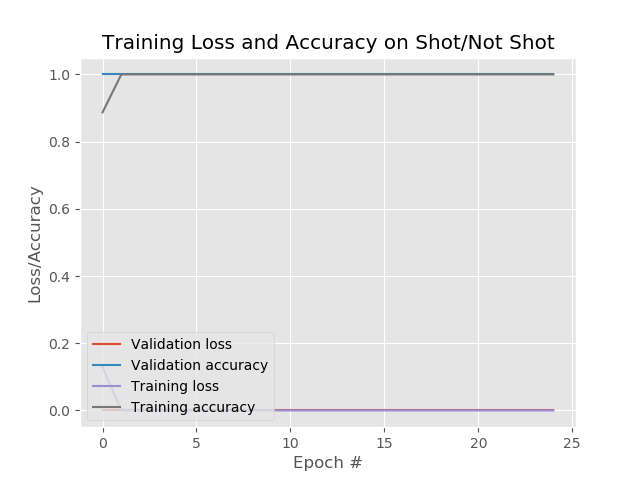 Training Loss and Accuracy on Shot/Not Shot
1.0
0.8
0.6
0.4
0.2
0.0
Loss/Accuracy
Validation loss
Validation accuracy
Training loss
Training accuracy
0 5 10 15 20 25
Epoch #